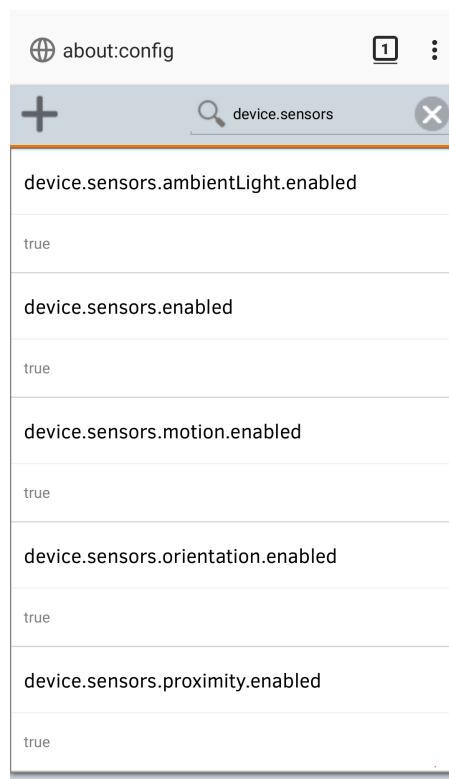 about:config
1
device.sensors
device.sensors.ambientLight.enabled
true
device.sensors.enabled
true
device.sensors.motion.enabled
true
device.sensors.orientation.enabled
true
device.sensors.proximity.enabled
true